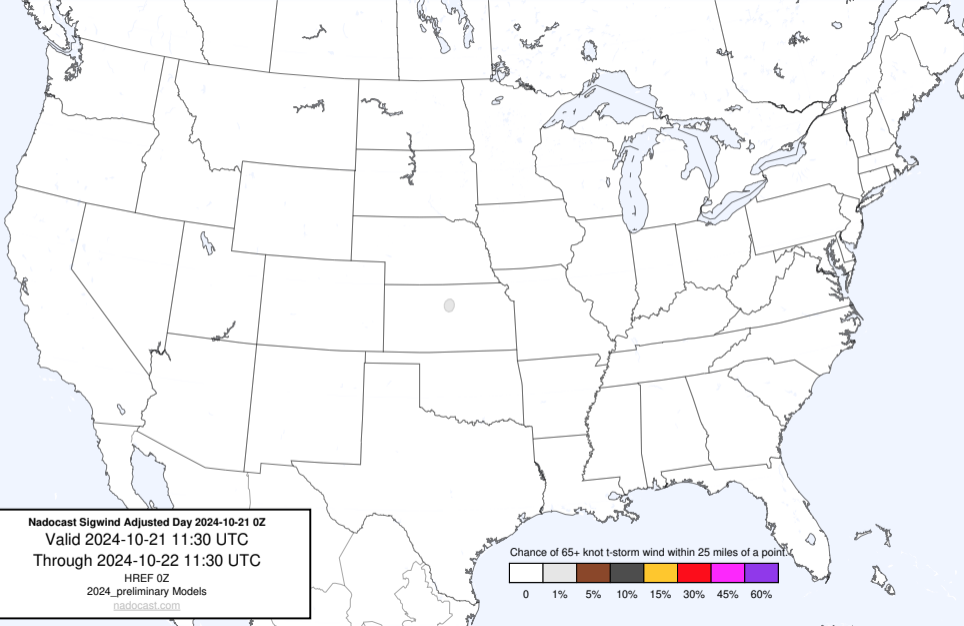 Nadocast Sigwind Adjusted Day 2024-10-21 0Z
Valid 2024-10-21 11:30 UTC
Through 2024-10-22 11:30 UTC
HREF 0Z
2024_preliminary Models
nadocast.com
Chance of 65+ knot t-storm wind within 25 miles of a point.
0 1% 5% 10% 15% 30% 45% 60%